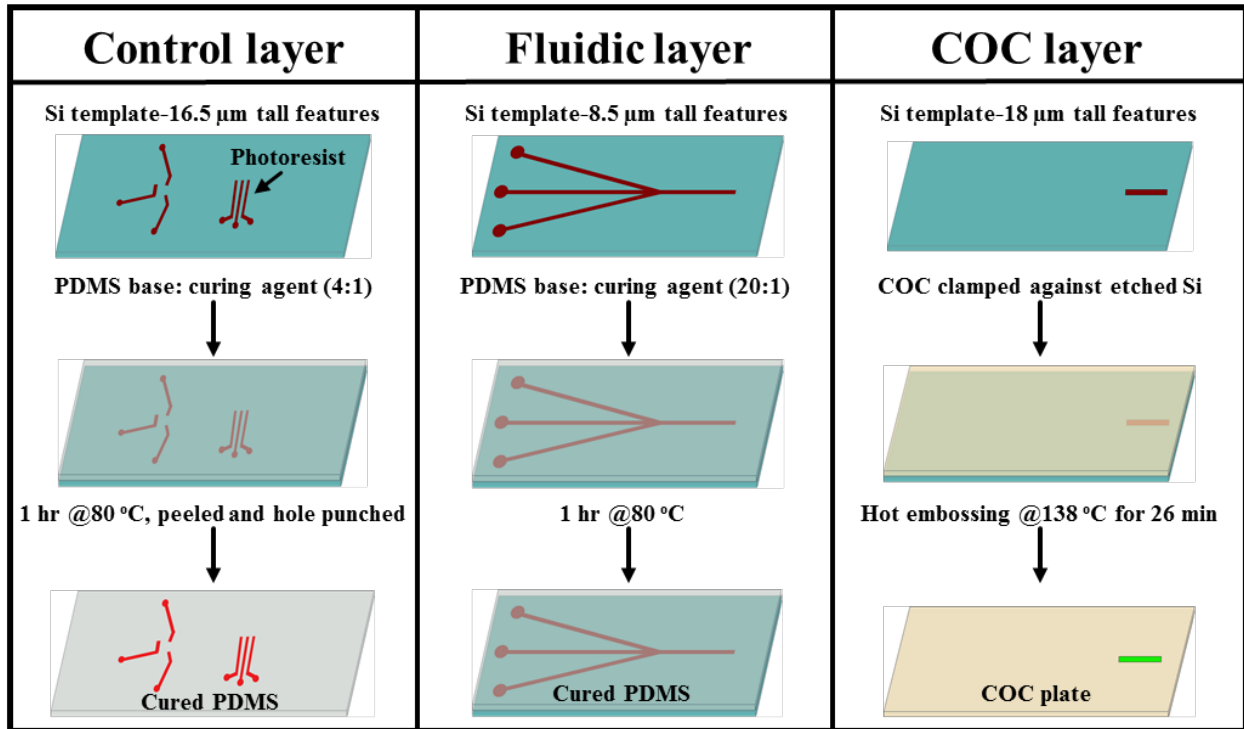 Control layer
Si template-16.5 µm tall features
Photoresist
PDMS base: curing agent (4:1)
1 hr @80 ºC, peeled and hole punched
Cured PDMS
Fluidic layer
Si template-8.5 µm tall features
PDMS base: curing agent (20:1)
1 hr @80 ºC
Cured PDMS
COC layer
Si template-18 µm tall features
COC clamped against etched Si
Hot embossing @138 ºC for 26 min
COC plate